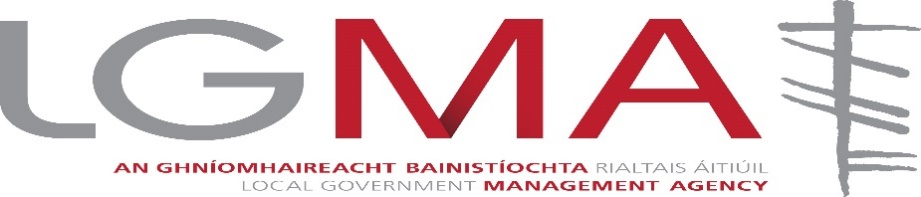 LGMA
AN GHNÍOMHAIREACHT BAINISTÍOCHTA RIALTAIS ÁITIÚIL
LOCAL GOVERNMENT MANAGEMENT AGENCY